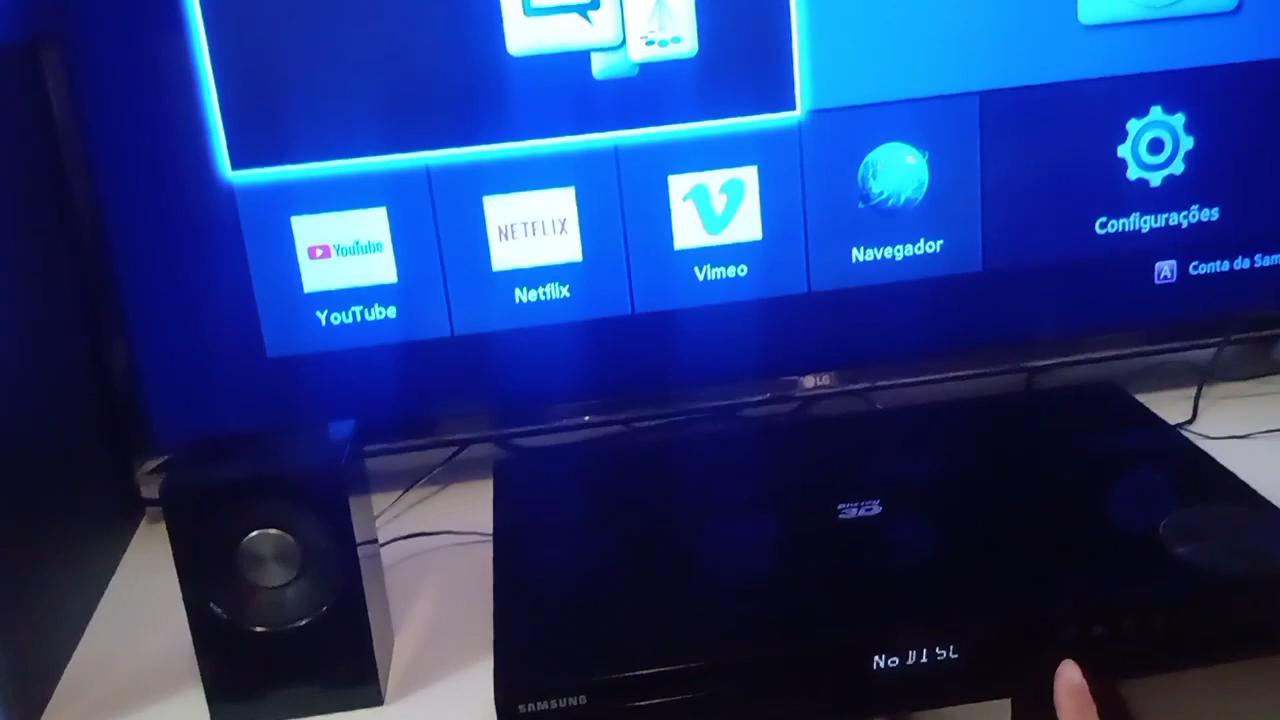 YouTube
NETFLIX
YouTube
Netflix
Vimeo
Navegador
Configurações
A Conta da Sam
LG
3D
No DISC
SAMSUNG